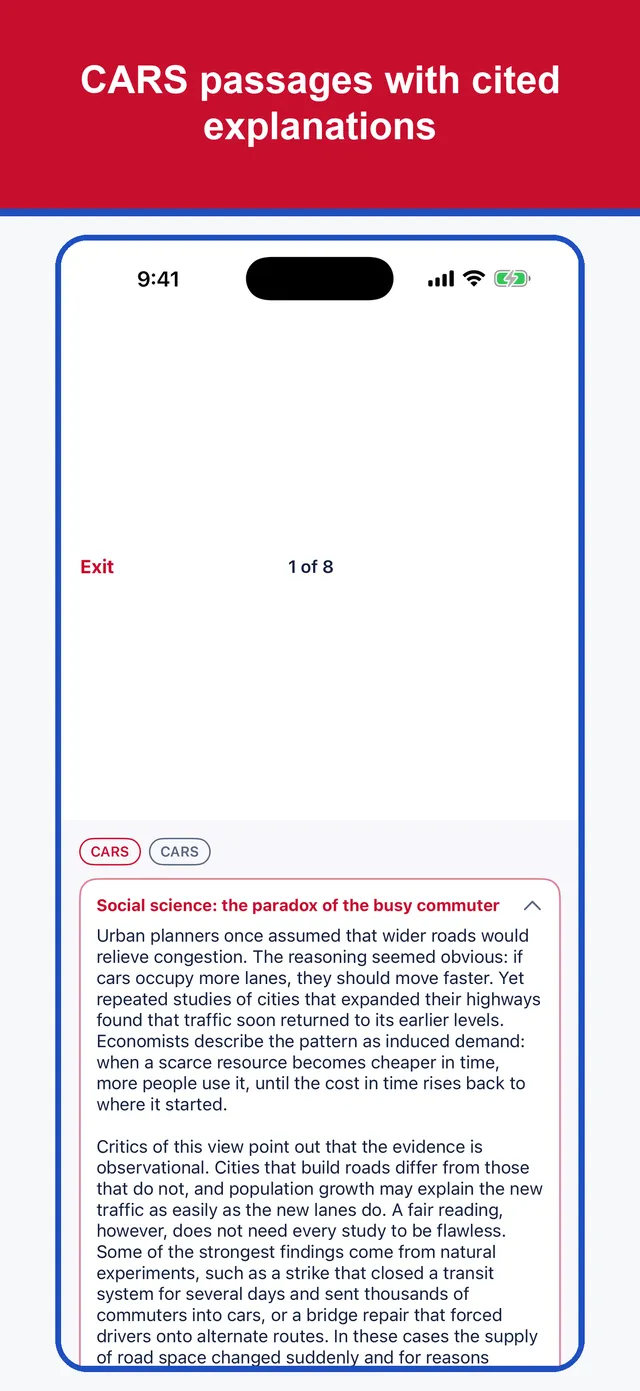 CARS passages with cited
explanations
9:41
Exit
1 of 8
CARS
CARS
Social science: the paradox of the busy commuter
Urban planners once assumed that wider roads would
relieve congestion. The reasoning seemed obvious: if
cars occupy more lanes, they should move faster. Yet
repeated studies of cities that expanded their highways
found that traffic soon returned to its earlier levels.
Economists describe the pattern as induced demand:
when a scarce resource becomes cheaper in time,
more people use it, until the cost in time rises back to
where it started.
Critics of this view point out that the evidence is
observational. Cities that build roads differ from those
that do not, and population growth may explain the new
traffic as easily as the new lanes do. A fair reading,
however, does not need every study to be flawless.
Some of the strongest findings come from natural
experiments, such as a strike that closed a transit
system for several days and sent thousands of
commuters into cars, or a bridge repair that forced
drivers onto alternate routes. In these cases the supply
of road space changed suddenly and for reasons